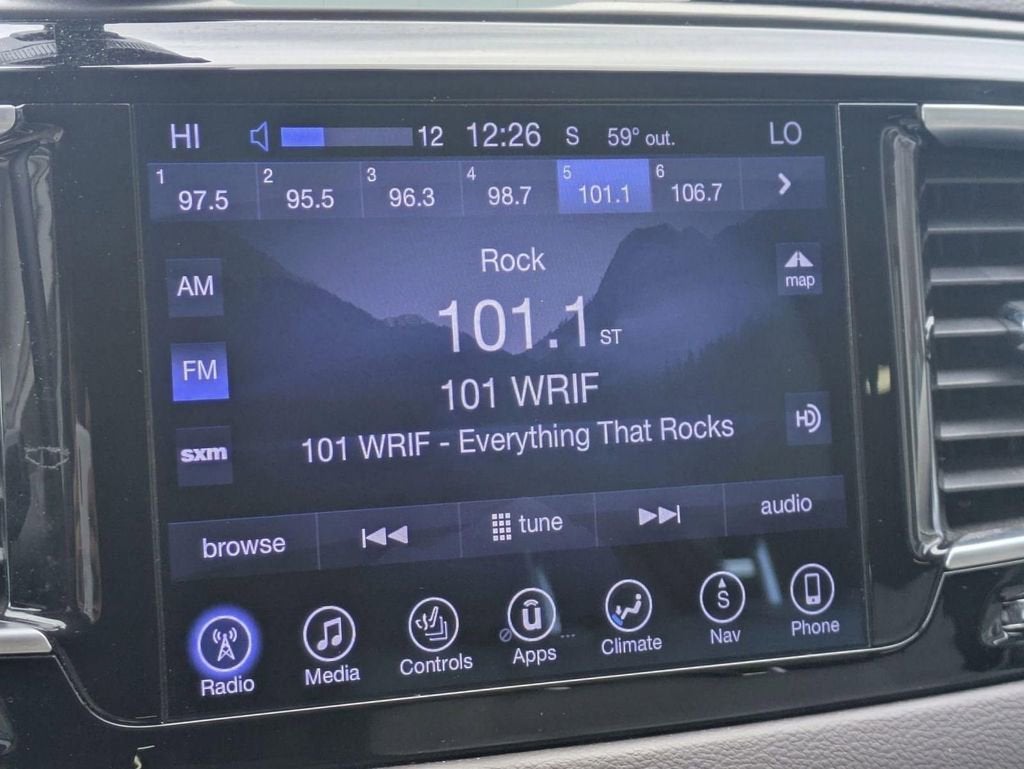 HI 12 12:26 S 59° out. LO
1 97.5 2 95.5 3 96.3 4 98.7 5 101.1 6 106.7
Rock
AM
map
101.1 ST
FM
101 WRIF
HD
sxm
101 WRIF - Everything That Rocks
browse tune audio
Radio Media Controls Apps Climate Nav Phone
u
S